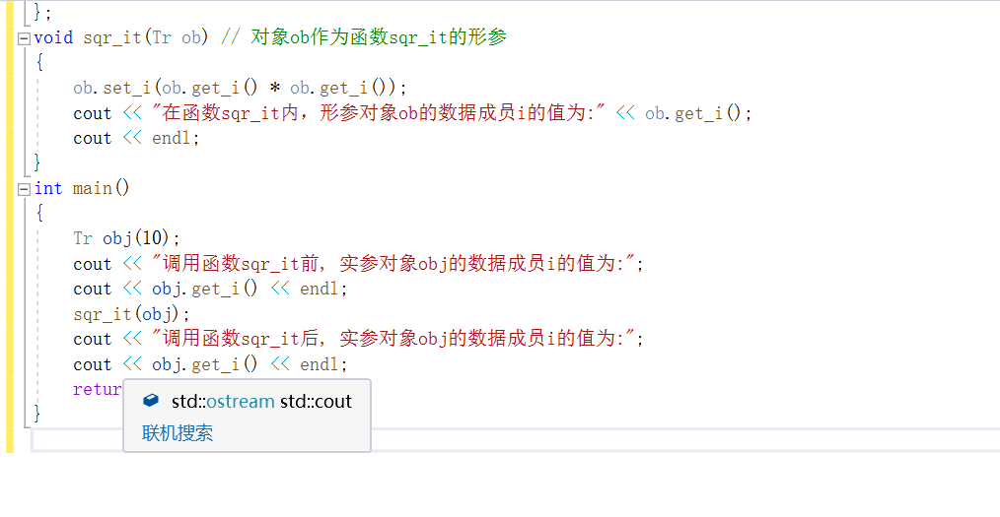 };
void sqr_it(Tr ob) // 对象ob作为函数sqr_it的形参
{
ob.set_i(ob.get_i() * ob.get_i());
cout << "在函数sqr_it内，形参对象ob的数据成员i的值为:" << ob.get_i();
cout << endl;
}
int main()
{
Tr obj(10);
cout << "调用函数sqr_it前, 实参对象obj的数据成员i的值为:";
cout << obj.get_i() << endl;
sqr_it(obj);
cout << "调用函数sqr_it后, 实参对象obj的数据成员i的值为:";
cout << obj.get_i() << endl;
retur
std::ostream std::cout
联机搜索
}